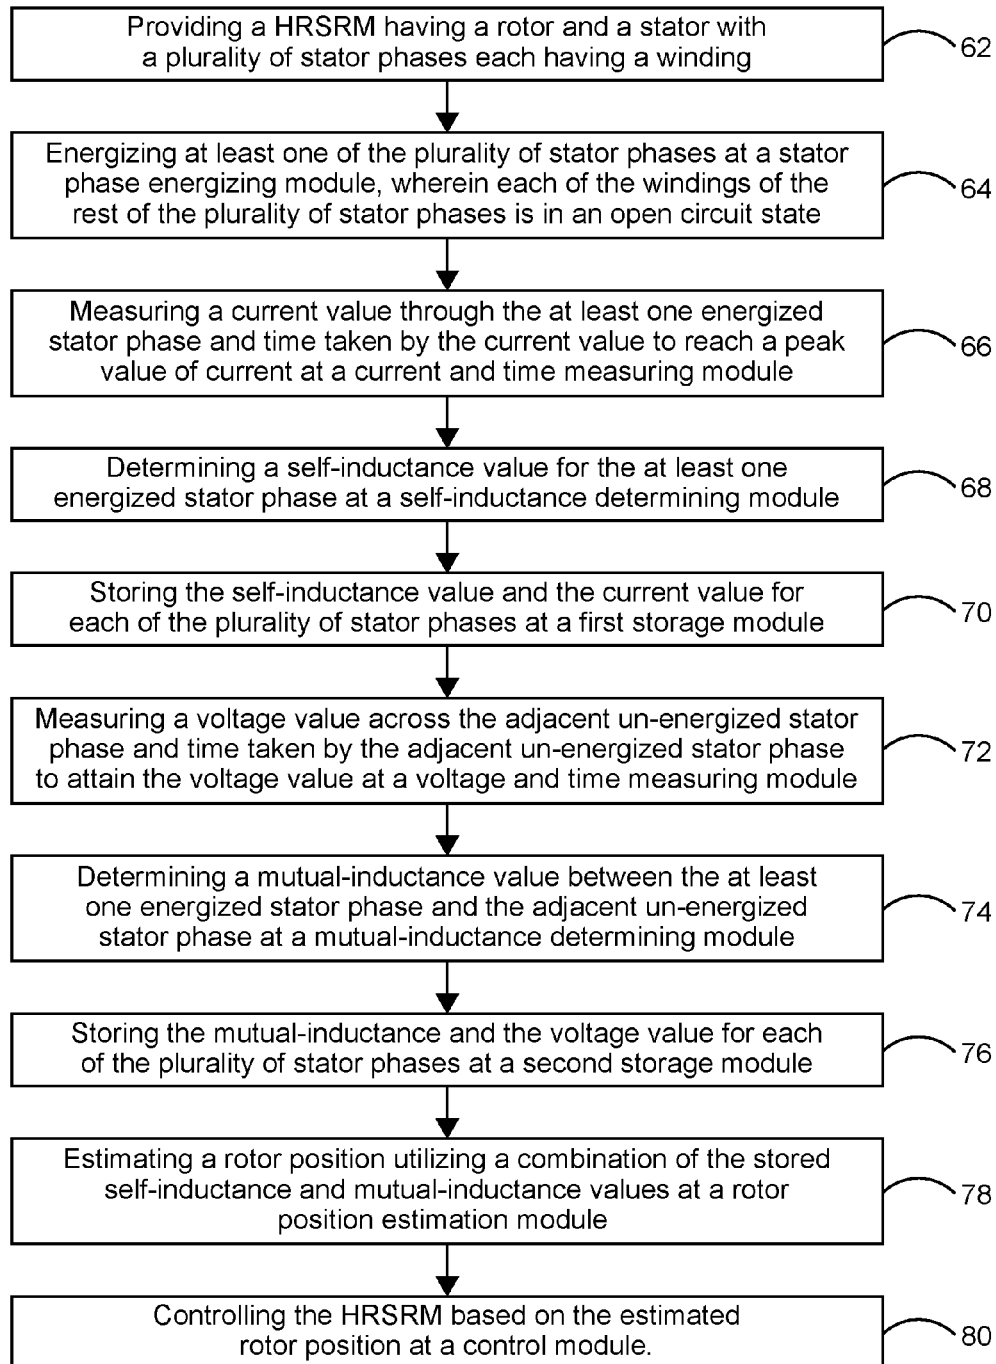 Providing a HRSRM having a rotor and a stator with
a plurality of stator phases each having a winding
62
Energizing at least one of the plurality of stator phases at a stator
phase energizing module, wherein each of the windings of the
rest of the plurality of stator phases is in an open circuit state
64
Measuring a current value through the at least one energized
stator phase and time taken by the current value to reach a peak
value of current at a current and time measuring module
66
Determining a self-inductance value for the at least one
energized stator phase at a self-inductance determining module
68
Storing the self-inductance value and the current value for
each of the plurality of stator phases at a first storage module
70
Measuring a voltage value across the adjacent un-energized stator
phase and time taken by the adjacent un-energized stator phase
to attain the voltage value at a voltage and time measuring module
72
Determining a mutual-inductance value between the at least
one energized stator phase and the adjacent un-energized
stator phase at a mutual-inductance determining module
74
Storing the mutual-inductance and the voltage value for each
of the plurality of stator phases at a second storage module
76
Estimating a rotor position utilizing a combination of the stored
self-inductance and mutual-inductance values at a rotor
position estimation module
78
Controlling the HRSRM based on the estimated
rotor position at a control module.
80